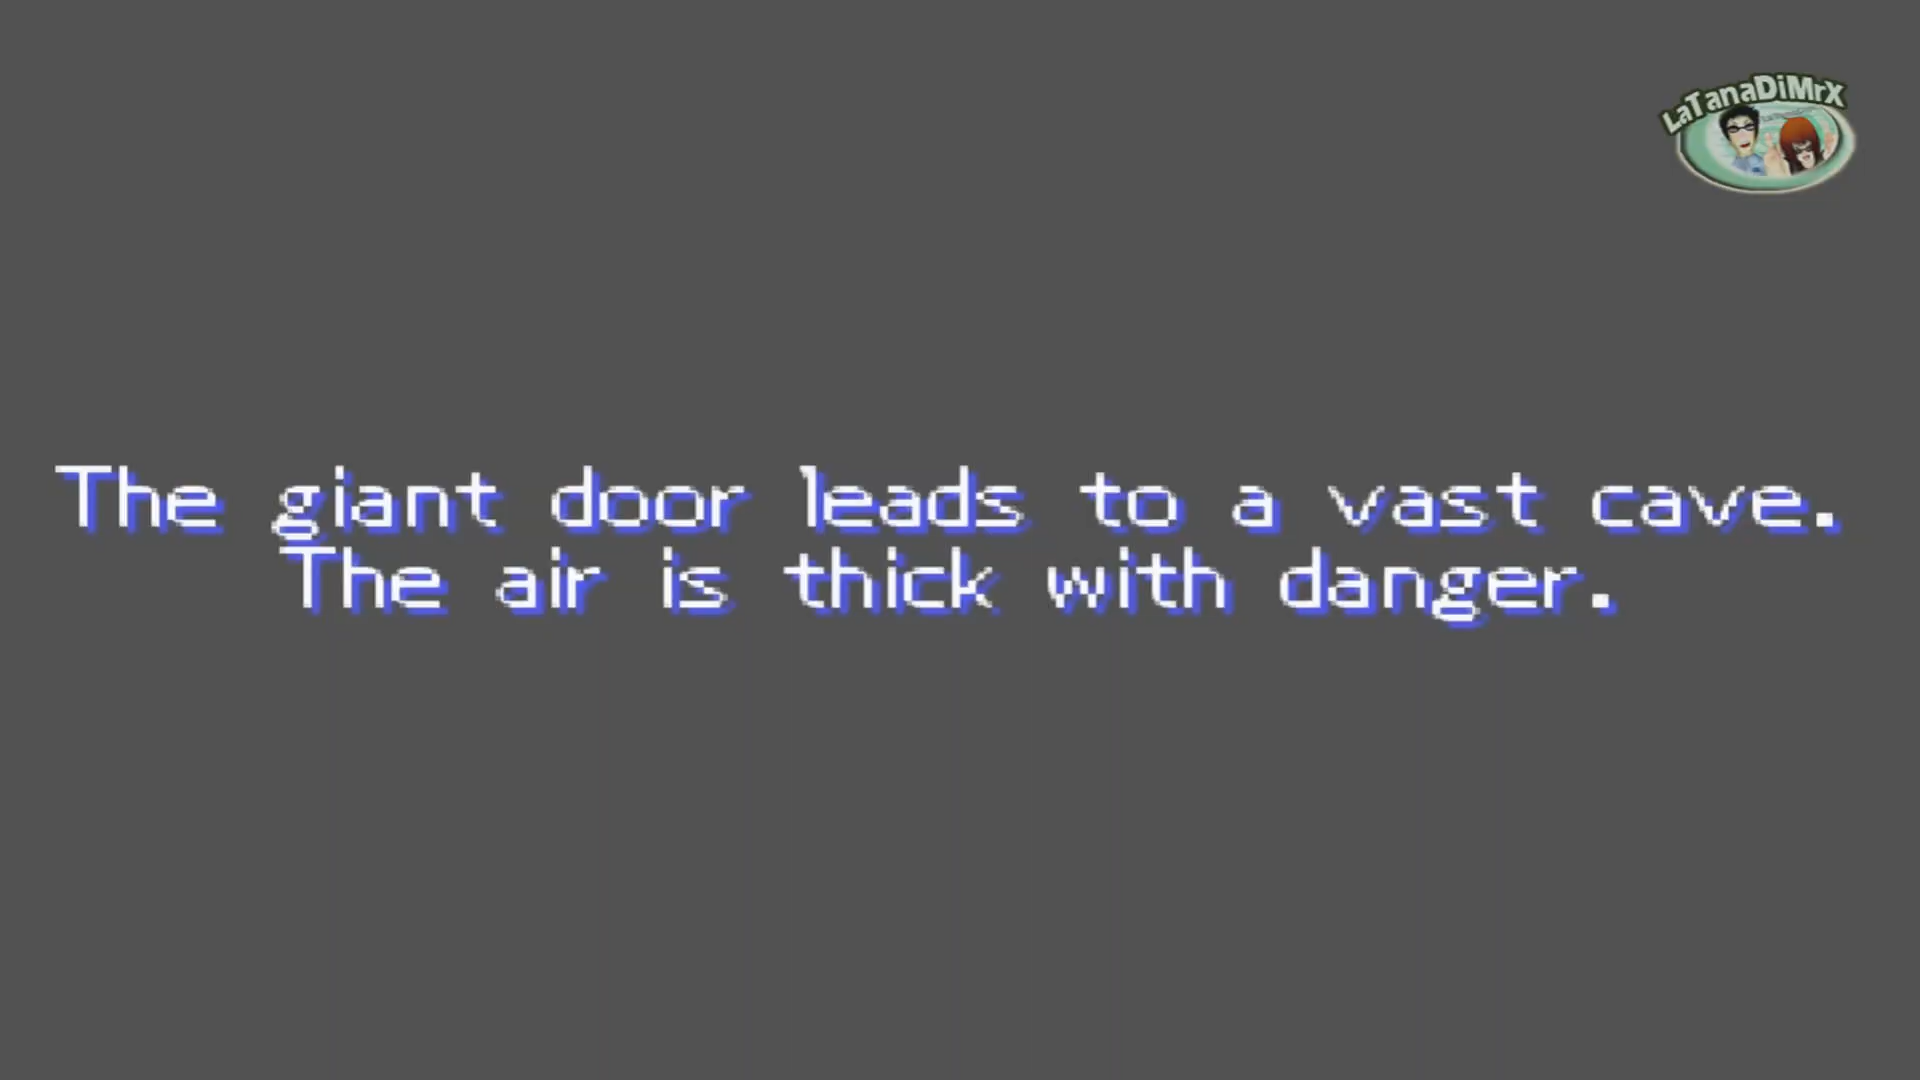 LaTanaDiMrX
The giant door leads to a vast cave.
The air is thick with danger.